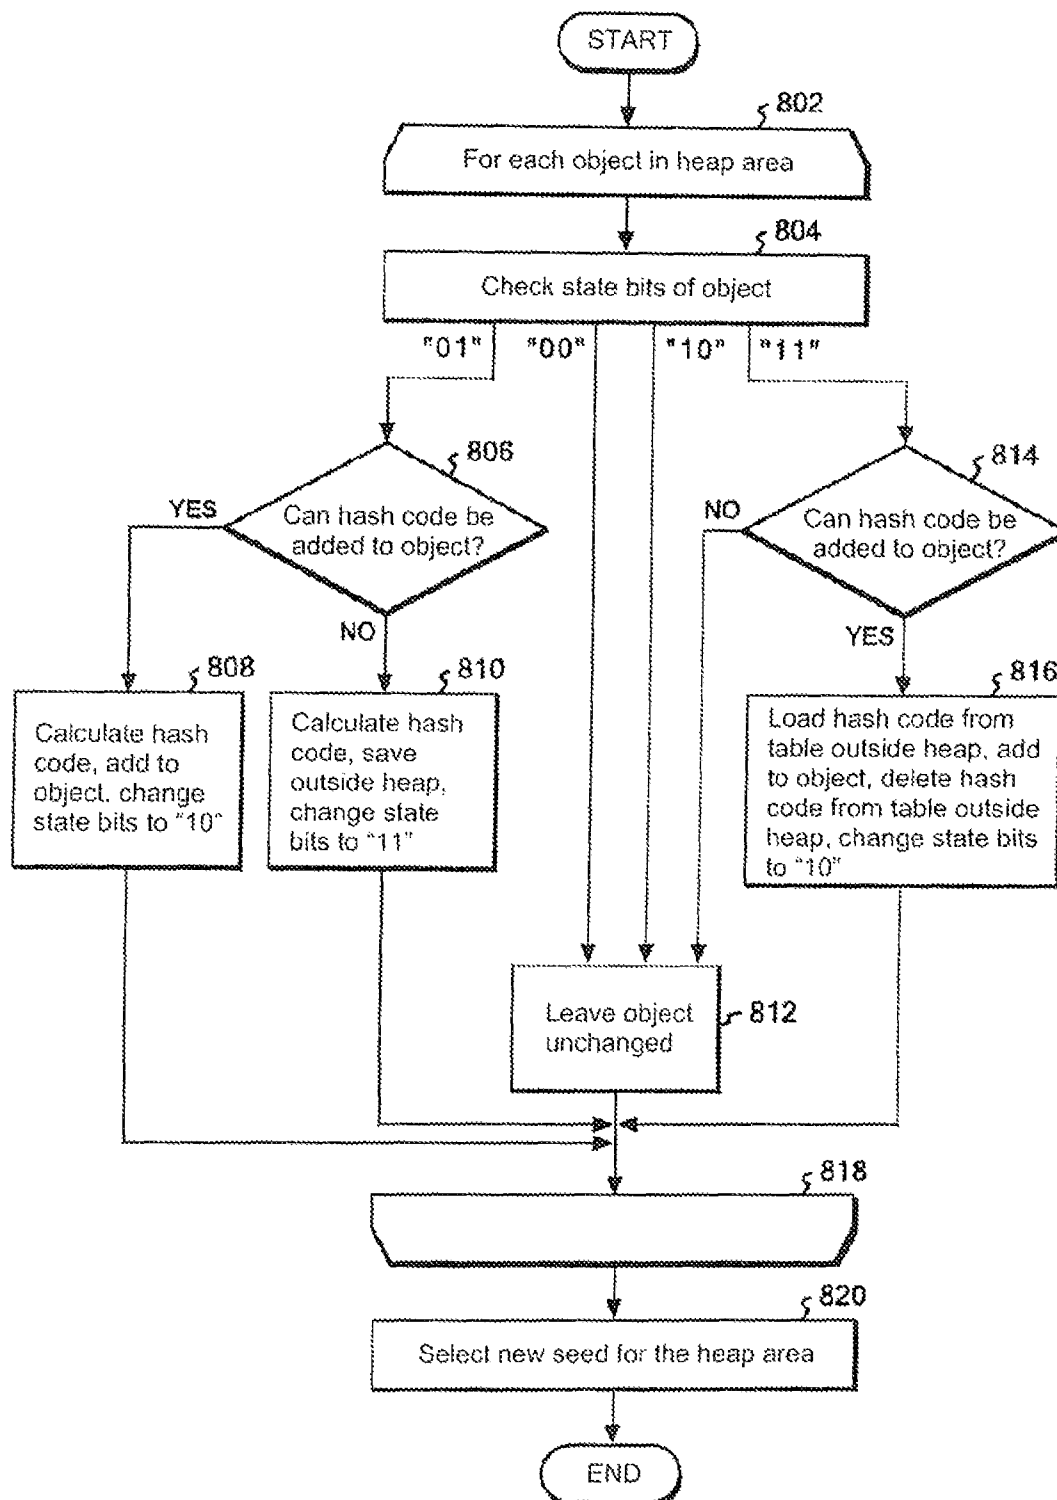 START
802
For each object in heap area
804
Check state bits of object
"01" "00" "10" "11"
806
Can hash code be
added to object?
YES
NO
814
Can hash code be
added to object?
NO
YES
808
Calculate hash
code, add to
object. change
state bits to "10"
810
Calculate hash
code, save
outside heap,
change state
bits to "11"
816
Load hash code from
table outside heap, add
to object, delete hash
code from table outside
heap, change state bits
to "10"
Leave object
unchanged
812
818
820
Select new seed for the heap area
END